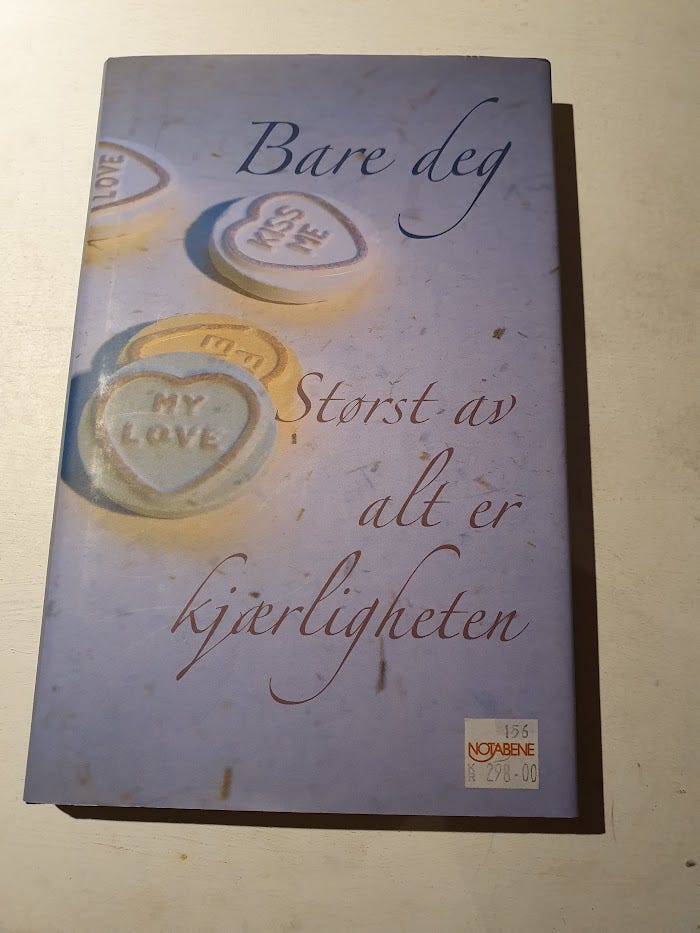 Bare deg
LOVE
KISS
ME
MY
LOVE
Størst av
alt er
kjærligheten
156
NOTABENE
KR 298.00